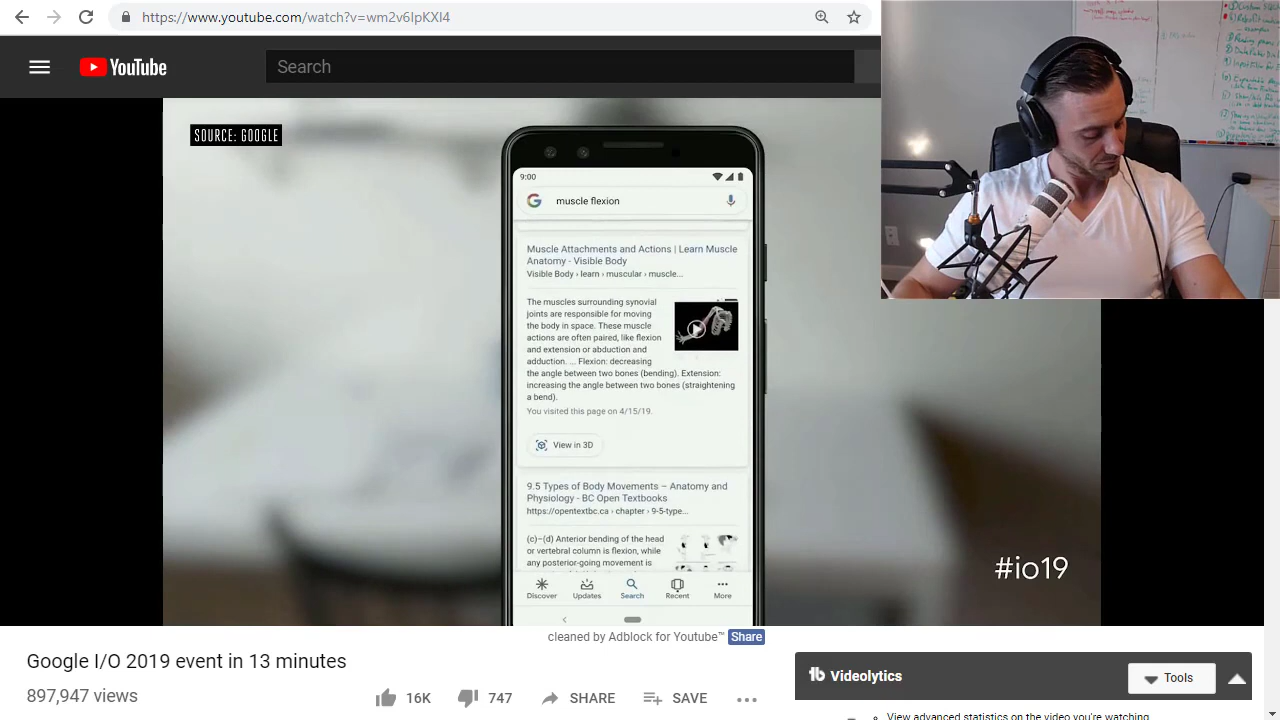 https://www.youtube.com/watch?v=wm2v6IpKXI4
YouTube
Search
SOURCE: GOOGLE
9:00
muscle flexion
Muscle Attachments and Actions | Learn Muscle
Anatomy - Visible Body
Visible Body › learn › muscular › muscle...
The muscles surrounding synovial
joints are responsible for moving
the body in space. These muscle
actions are often paired, like flexion
and extension or abduction and
adduction. ... Flexion: decreasing
the angle between two bones (bending). Extension:
increasing the angle between two bones (straightening
a bend).
You visited this page on 4/15/19.
View in 3D
9.5 Types of Body Movements – Anatomy and
Physiology - BC Open Textbooks
https://opentextbc.ca › chapter › 9-5-type...
(c)–(d) Anterior bending of the head
or vertebral column is flexion, while
any posterior-going movement is
Discover
Updates
Search
Recent
More
#io19
cleaned by Adblock for Youtube™ Share
Google I/O 2019 event in 13 minutes
897,947 views
16K
747
SHARE
SAVE
Videolytics
Tools
View advanced statistics on the video you're watching